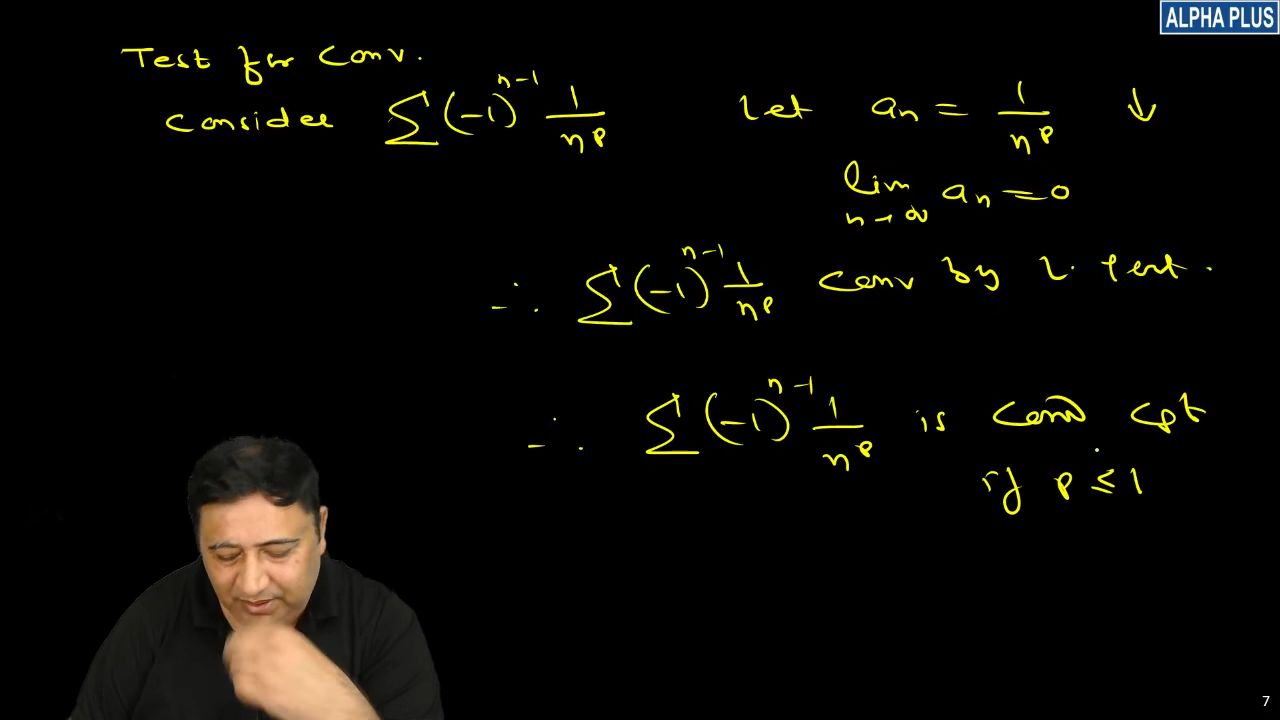 ALPHA PLUS
Test for Conv.
Consider ∑(-1)^{n-1} 1/n^p Let a_n = 1/n^p ↓
lim_{n→∞} a_n = 0
∴ ∑(-1)^{n-1} 1/n^p Conv by L. Test.
∴ ∑(-1)^{n-1} 1/n^p is cgt
if p ≤ 1
7